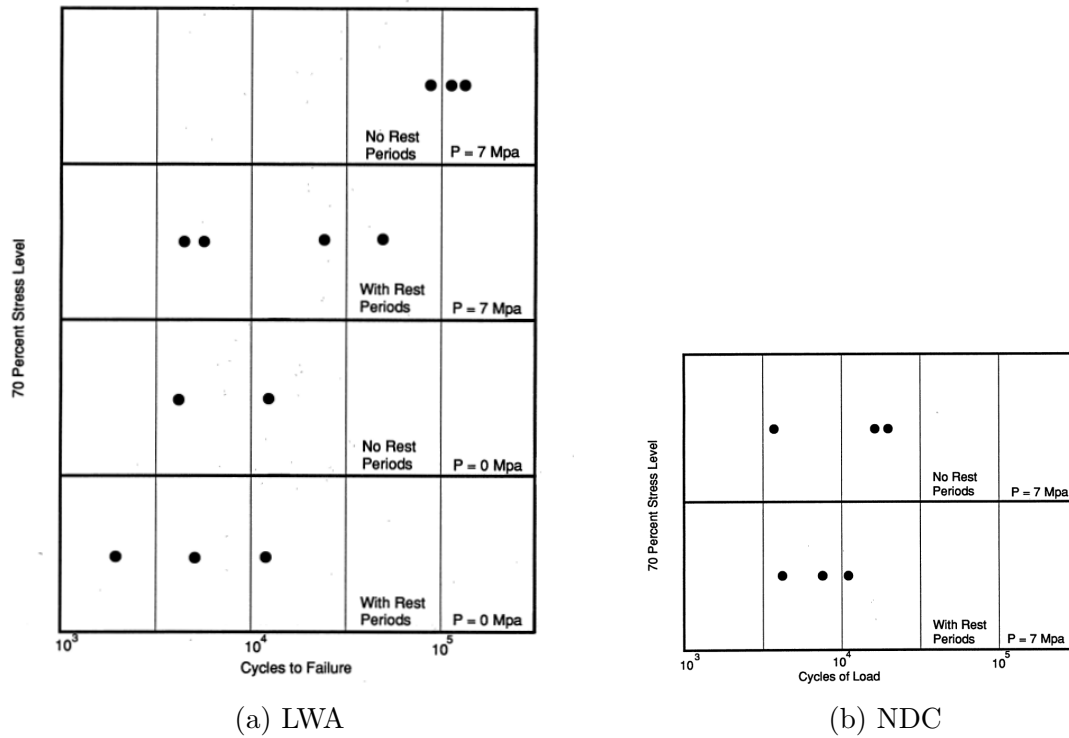 70 Percent Stress Level
No Rest
Periods
P = 7 Mpa
With Rest
Periods
P = 7 Mpa
No Rest
Periods
P = 0 Mpa
With Rest
Periods
P = 0 Mpa
10³
10⁴
10⁵
Cycles to Failure
(a) LWA
70 Percent Stress Level
No Rest
Periods
P = 7 MPa
With Rest
Periods
P = 7 MPa
10³
10⁴
10⁵
Cycles of Load
(b) NDC